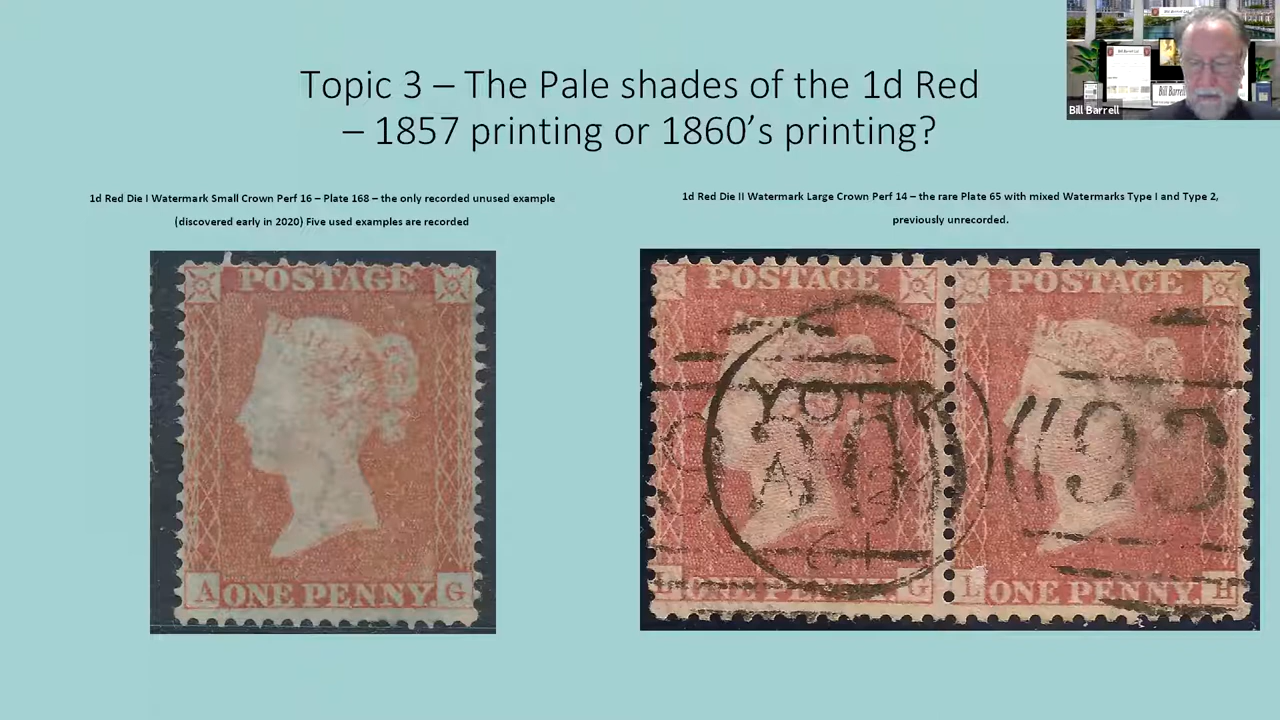 Topic 3 – The Pale shades of the 1d Red
– 1857 printing or 1860’s printing?
Bill Barrell
Bill Barrell
1d Red Die I Watermark Small Crown Perf 16 – Plate 168 – the only recorded unused example
(discovered early in 2020) Five used examples are recorded
1d Red Die II Watermark Large Crown Perf 14 – the rare Plate 65 with mixed Watermarks Type I and Type 2,
previously unrecorded.
POSTAGE
A ONE PENNY. G
POSTAGE POSTAGE
YORK
A
L ONE PENNY. G L ONE PENNY. H